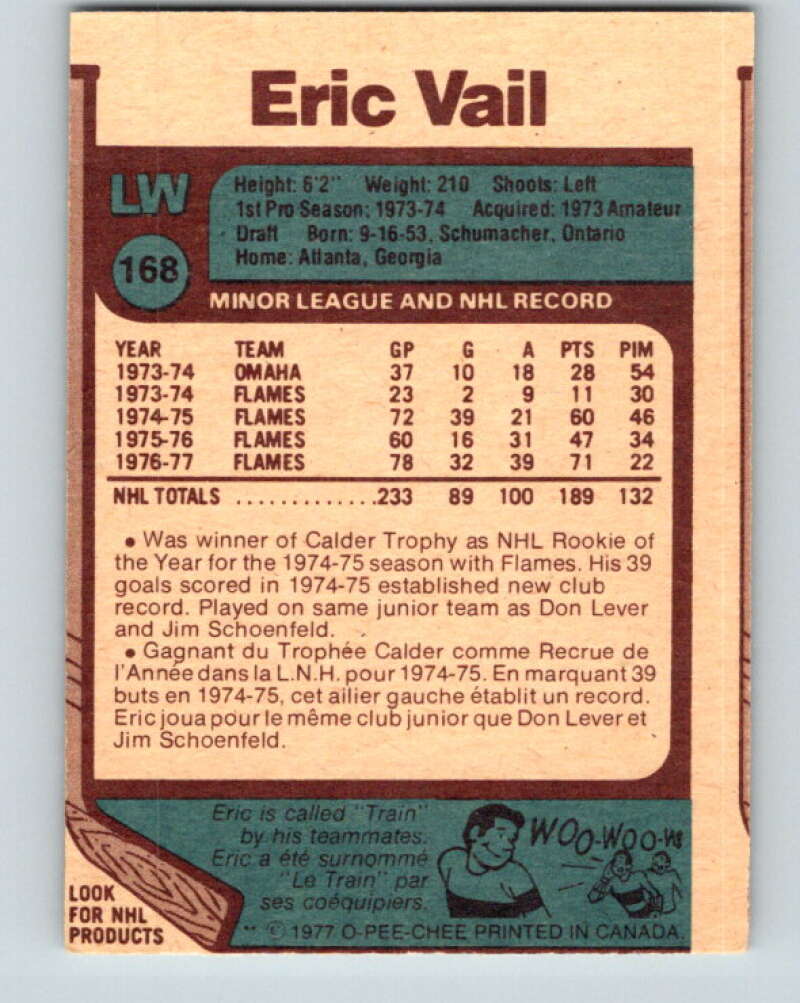 Eric Vail
LW
168
Height: 6'2" Weight: 210 Shoots: Left
1st Pro Season: 1973-74 Acquired: 1973 Amateur
Draft Born: 9-16-53, Schumacher, Ontario
Home: Atlanta, Georgia
MINOR LEAGUE AND NHL RECORD
YEAR TEAM GP G A PTS PIM
1973-74 OMAHA 37 10 18 28 54
1973-74 FLAMES 23 2 9 11 30
1974-75 FLAMES 72 39 21 60 46
1975-76 FLAMES 60 16 31 47 34
1976-77 FLAMES 78 32 39 71 22
NHL TOTALS .............233 89 100 189 132
• Was winner of Calder Trophy as NHL Rookie of
the Year for the 1974-75 season with Flames. His 39
goals scored in 1974-75 established new club
record. Played on same junior team as Don Lever
and Jim Schoenfeld.
• Gagnant du Trophée Calder comme Recrue de
l'Année dans la L.N.H. pour 1974-75. En marquant 39
buts en 1974-75, cet ailier gauche établit un record.
Eric joua pour le même club junior que Don Lever et
Jim Schoenfeld.
Eric is called "Train"
by his teammates.
Eric a été surnommé
"Le Train" par
ses coéquipiers.
WOO-WOO-WO
LOOK
FOR NHL
PRODUCTS
** © 1977 O-PEE-CHEE PRINTED IN CANADA.